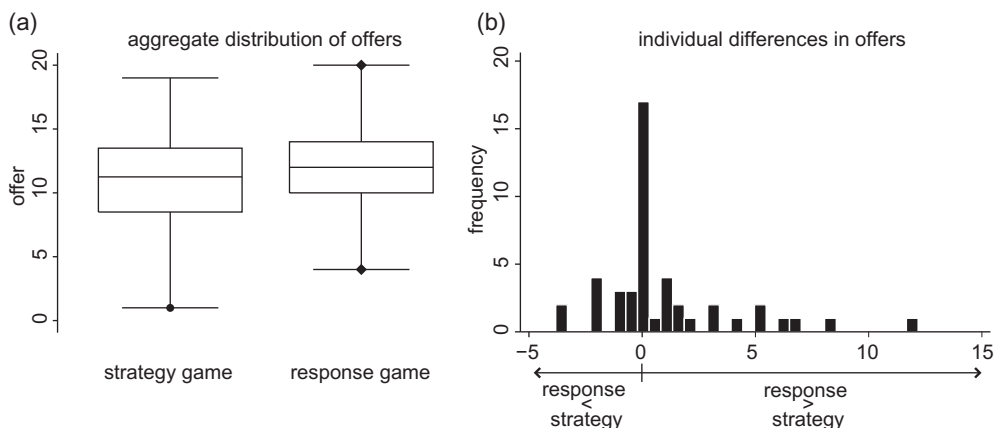 (a)
aggregate distribution of offers
offer
20
15
10
5
0
strategy game
response game
(b)
individual differences in offers
frequency
20
15
10
5
0
−5
0
5
10
15
response
<
strategy
response
>
strategy